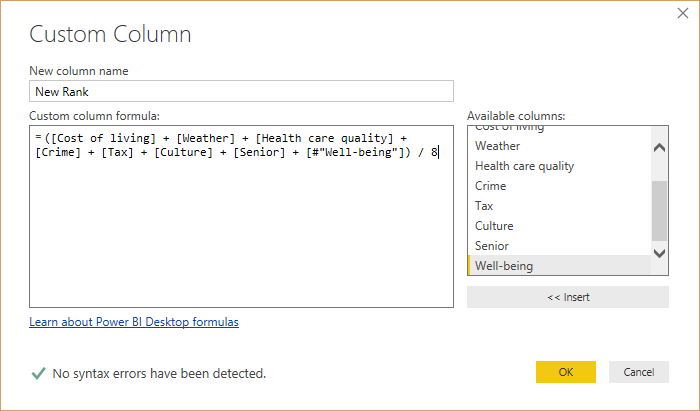 Custom Column
New column name
New Rank
Custom column formula:
= ([Cost of living] + [Weather] + [Health care quality] +
[Crime] + [Tax] + [Culture] + [Senior] + [#"Well-being"]) / 8
Available columns:
Cost of living
Weather
Health care quality
Crime
Tax
Culture
Senior
Well-being
<< Insert
Learn about Power BI Desktop formulas
No syntax errors have been detected.
OK
Cancel